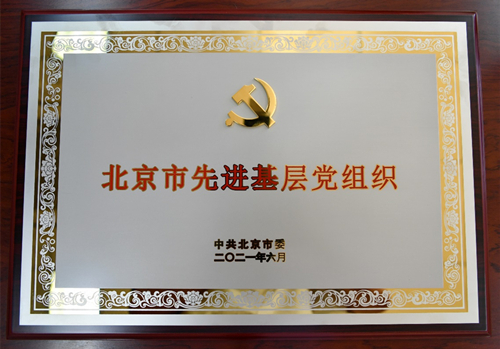 北京市先进基层党组织
中共北京市委
二〇二一年六月